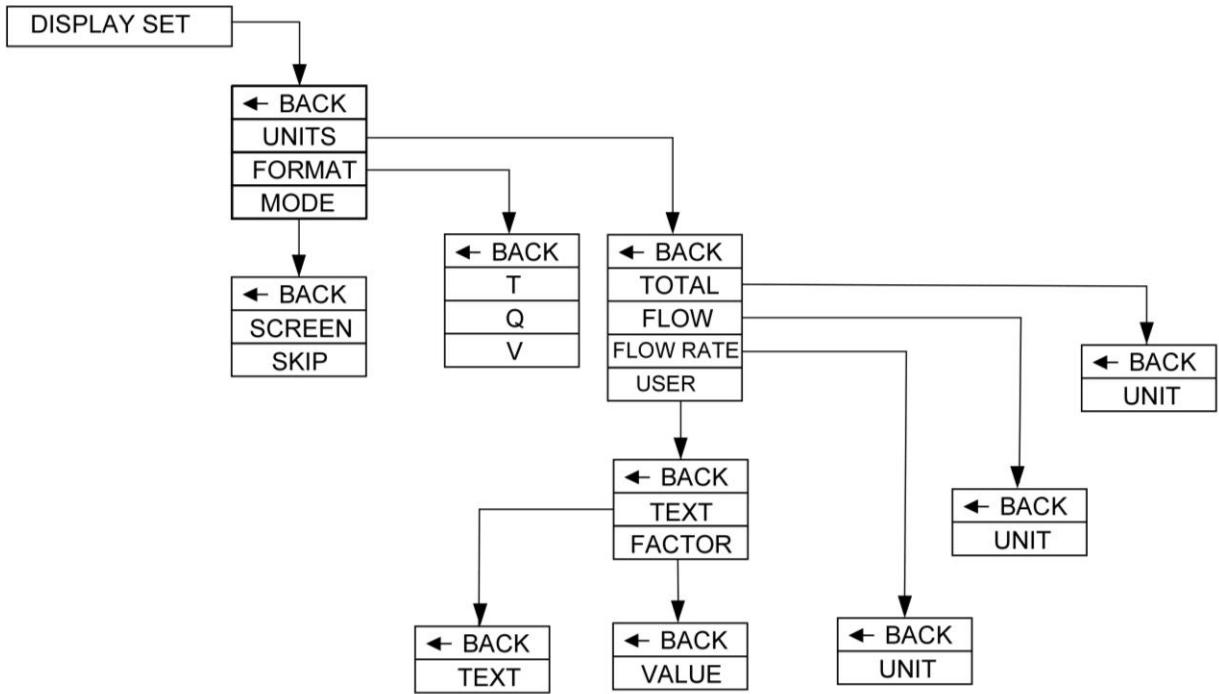 DISPLAY SET
← BACK
UNITS
FORMAT
MODE
← BACK
SCREEN
SKIP
← BACK
T
Q
V
← BACK
TOTAL
FLOW
FLOW RATE
USER
← BACK
UNIT
← BACK
UNIT
← BACK
UNIT
← BACK
TEXT
FACTOR
← BACK
TEXT
← BACK
VALUE